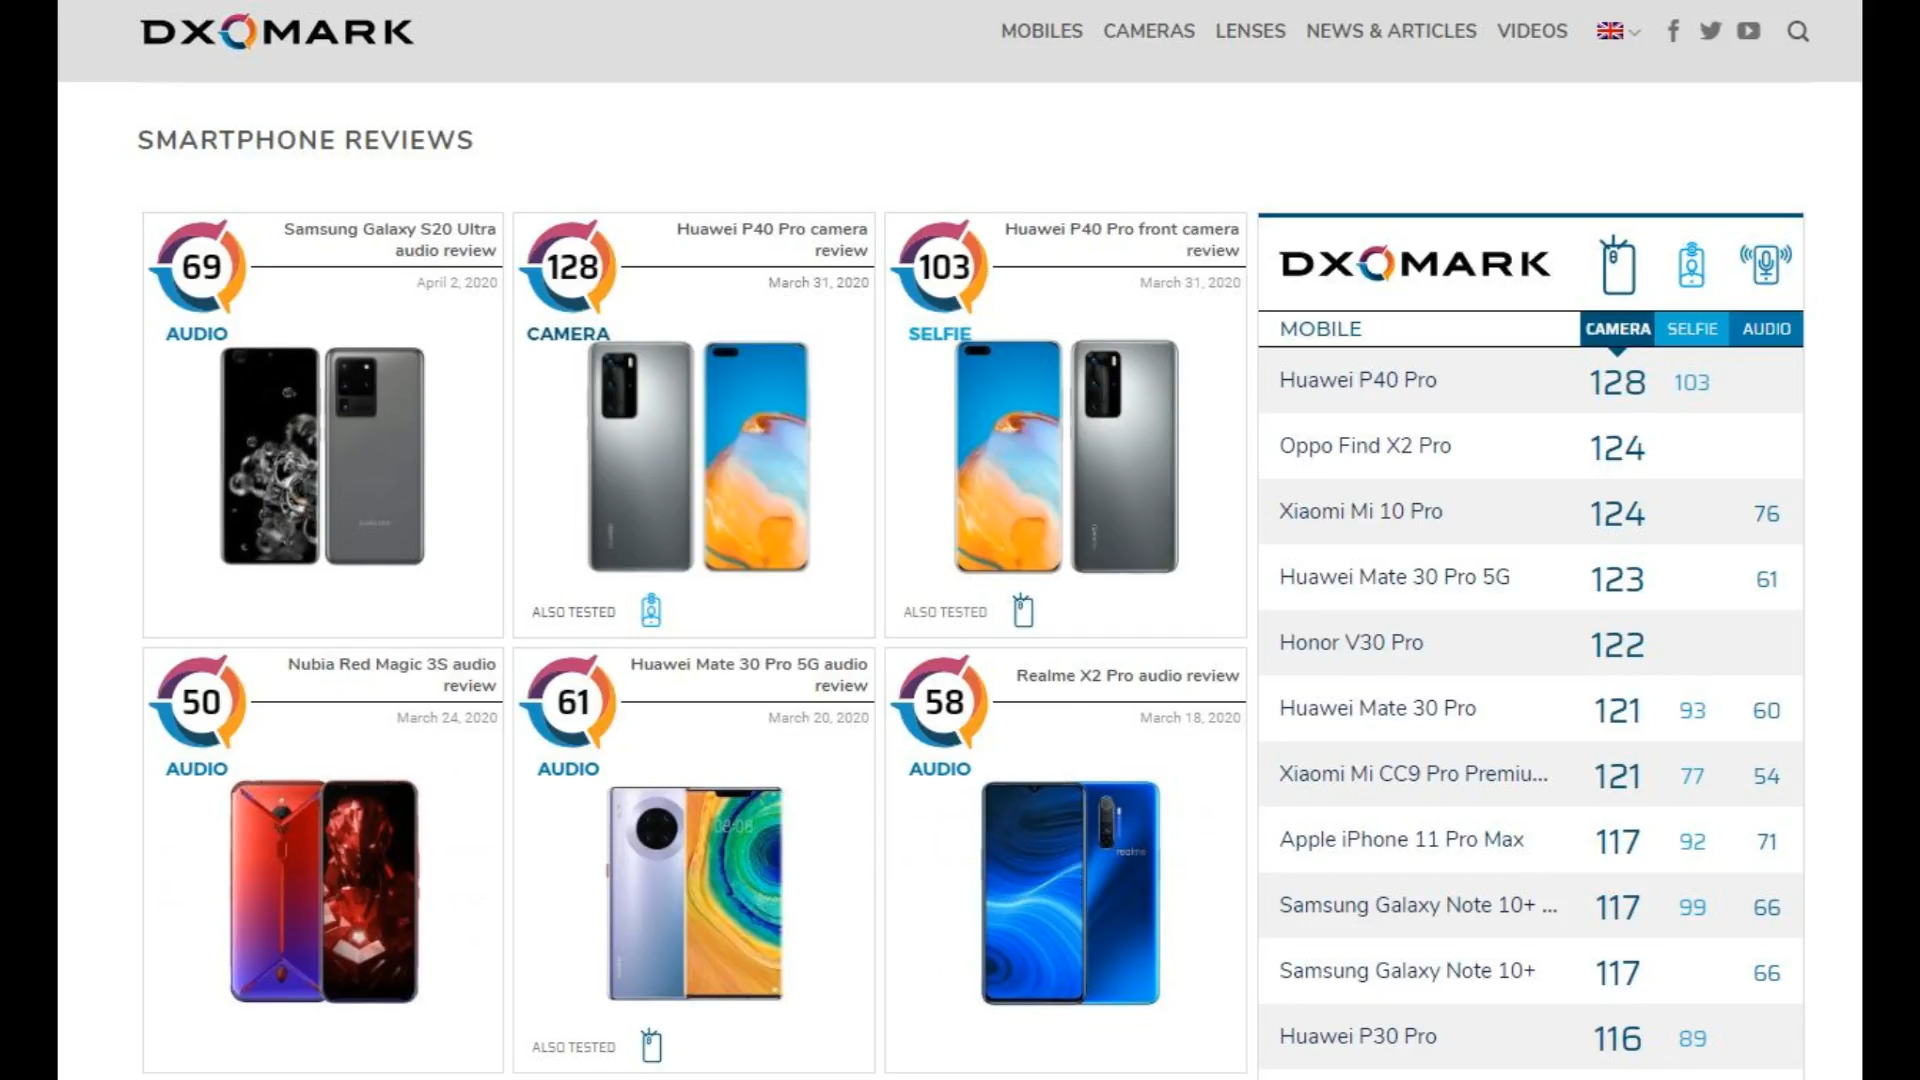 DXOMARK
MOBILES CAMERAS LENSES NEWS & ARTICLES VIDEOS
SMARTPHONE REVIEWS
69
AUDIO
Samsung Galaxy S20 Ultra
audio review
April 2, 2020
SAMSUNG
128
CAMERA
Huawei P40 Pro camera
review
March 31, 2020
ALSO TESTED
103
SELFIE
Huawei P40 Pro front camera
review
March 31, 2020
ALSO TESTED
50
AUDIO
Nubia Red Magic 3S audio
review
March 24, 2020
61
AUDIO
Huawei Mate 30 Pro 5G audio
review
March 20, 2020
08:08
ALSO TESTED
58
AUDIO
Realme X2 Pro audio review
March 18, 2020
realme
DXOMARK
MOBILE CAMERA SELFIE AUDIO
Huawei P40 Pro 128 103
Oppo Find X2 Pro 124
Xiaomi Mi 10 Pro 124 76
Huawei Mate 30 Pro 5G 123 61
Honor V30 Pro 122
Huawei Mate 30 Pro 121 93 60
Xiaomi Mi CC9 Pro Premiu... 121 77 54
Apple iPhone 11 Pro Max 117 92 71
Samsung Galaxy Note 10+ ... 117 99 66
Samsung Galaxy Note 10+ 117 66
Huawei P30 Pro 116 89